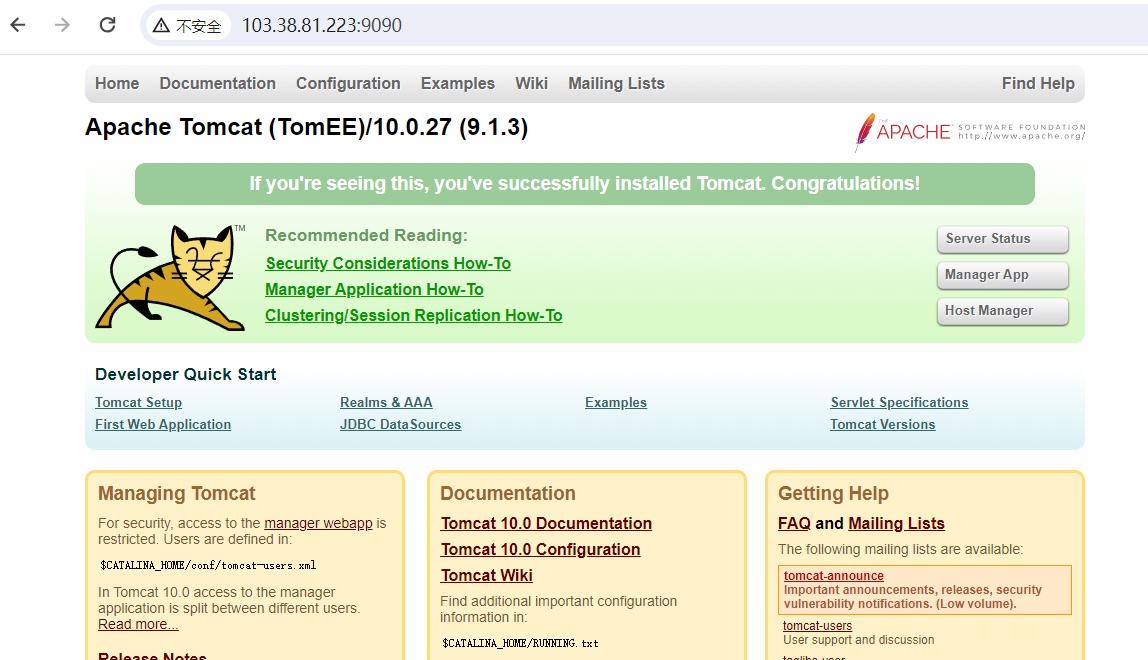 不安全 103.38.81.223:9090
Home Documentation Configuration Examples Wiki Mailing Lists Find Help
Apache Tomcat (TomEE)/10.0.27 (9.1.3)
THE APACHE SOFTWARE FOUNDATION
http://www.apache.org/
If you're seeing this, you've successfully installed Tomcat. Congratulations!
TM
Recommended Reading:
Security Considerations How-To
Manager Application How-To
Clustering/Session Replication How-To
Server Status
Manager App
Host Manager
Developer Quick Start
Tomcat Setup
First Web Application
Realms & AAA
JDBC DataSources
Examples
Servlet Specifications
Tomcat Versions
Managing Tomcat
For security, access to the manager webapp is
restricted. Users are defined in:
$CATALINA_HOME/conf/tomcat-users.xml
In Tomcat 10.0 access to the manager
application is split between different users.
Read more...
Release Notes
Documentation
Tomcat 10.0 Documentation
Tomcat 10.0 Configuration
Tomcat Wiki
Find additional important configuration
information in:
$CATALINA_HOME/RUNNING.txt
Getting Help
FAQ and Mailing Lists
The following mailing lists are available:
tomcat-announce
Important announcements, releases, security
vulnerability notifications. (Low volume).
tomcat-users
User support and discussion
taglibs-user